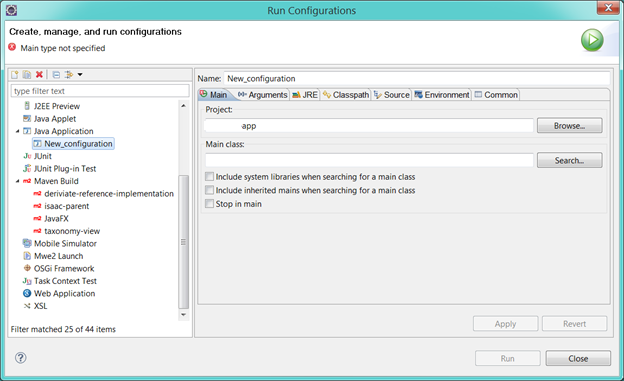 Run Configurations
Create, manage, and run configurations
Main type not specified
type filter text
J2EE Preview
Java Applet
Java Application
New_configuration
JUnit
JUnit Plug-in Test
Maven Build
deriviate-reference-implementation
isaac-parent
JavaFX
taxonomy-view
Mobile Simulator
Mwe2 Launch
OSGi Framework
Task Context Test
Web Application
XSL
Filter matched 25 of 44 items
Name: New_configuration
Main Arguments JRE Classpath Source Environment Common
Project:
app Browse...
Main class:
Search...
Include system libraries when searching for a main class
Include inherited mains when searching for a main class
Stop in main
Apply Revert
Run Close